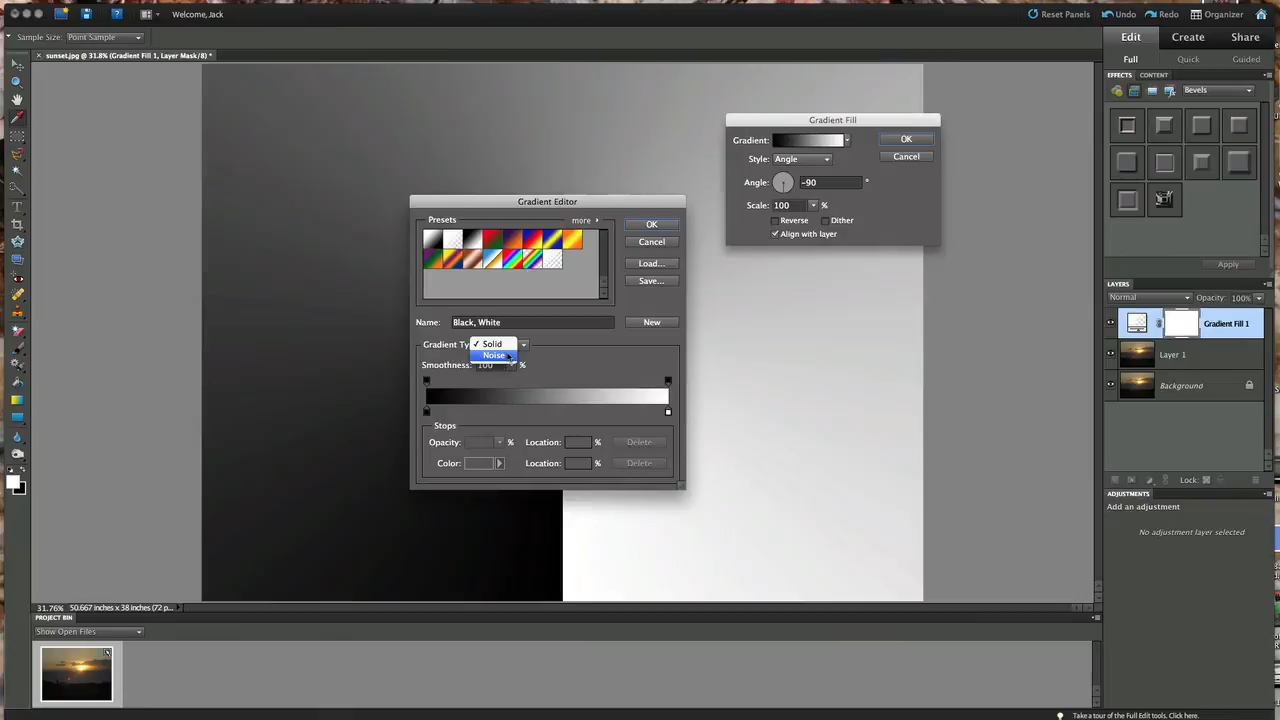 Welcome, Jack
Reset Panels
Undo
Redo
Organizer
Sample Size: Point Sample
Edit
Create
Share
sunset.jpg @ 31.8% (Gradient Fill 1, Layer Mask/8) *
Full
Quick
Guided
EFFECTS
CONTENT
Bevels
Gradient Fill
Gradient:
OK
Style: Angle
Cancel
Angle: -90 °
Scale: 100 %
Reverse
Dither
Align with layer
Gradient Editor
Presets
more
OK
Cancel
Load...
Save...
Name: Black, White
New
Gradient Ty
Solid
Noise
Smoothness: 100 %
Stops
Opacity: %
Location: %
Delete
Color:
Location: %
Delete
Apply
LAYERS
Normal
Opacity: 100%
Gradient Fill 1
Layer 1
Background
Lock:
ADJUSTMENTS
Add an adjustment
No adjustment layer selected
31.76%
50.667 inches x 38 inches (72 p...
PROJECT BIN
Show Open Files
Take a tour of the Full Edit tools. Click here.